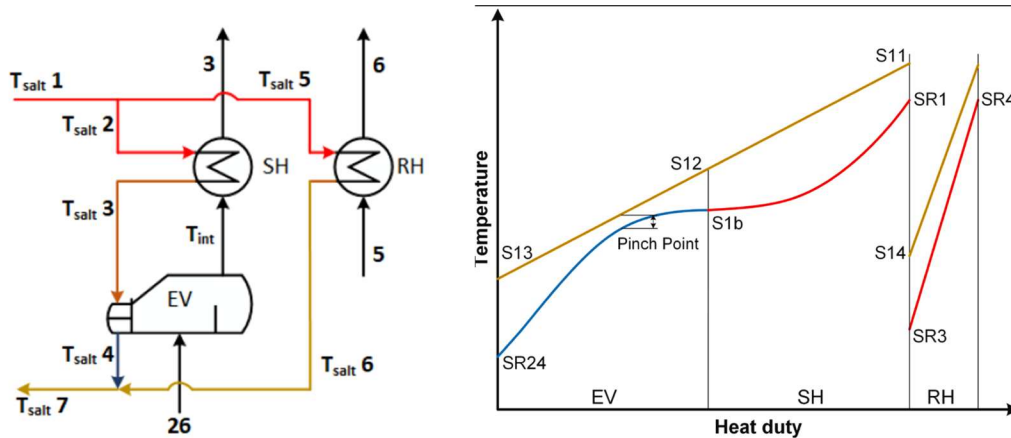 3
6
T salt 1
T salt 5
T salt 2
SH
RH
T salt 3
T int
5
EV
T salt 4
T salt 6
T salt 7
26
Temperature
S11
SR1
SR4
S12
S1b
Pinch Point
S13
S14
SR3
SR24
EV
SH
RH
Heat duty